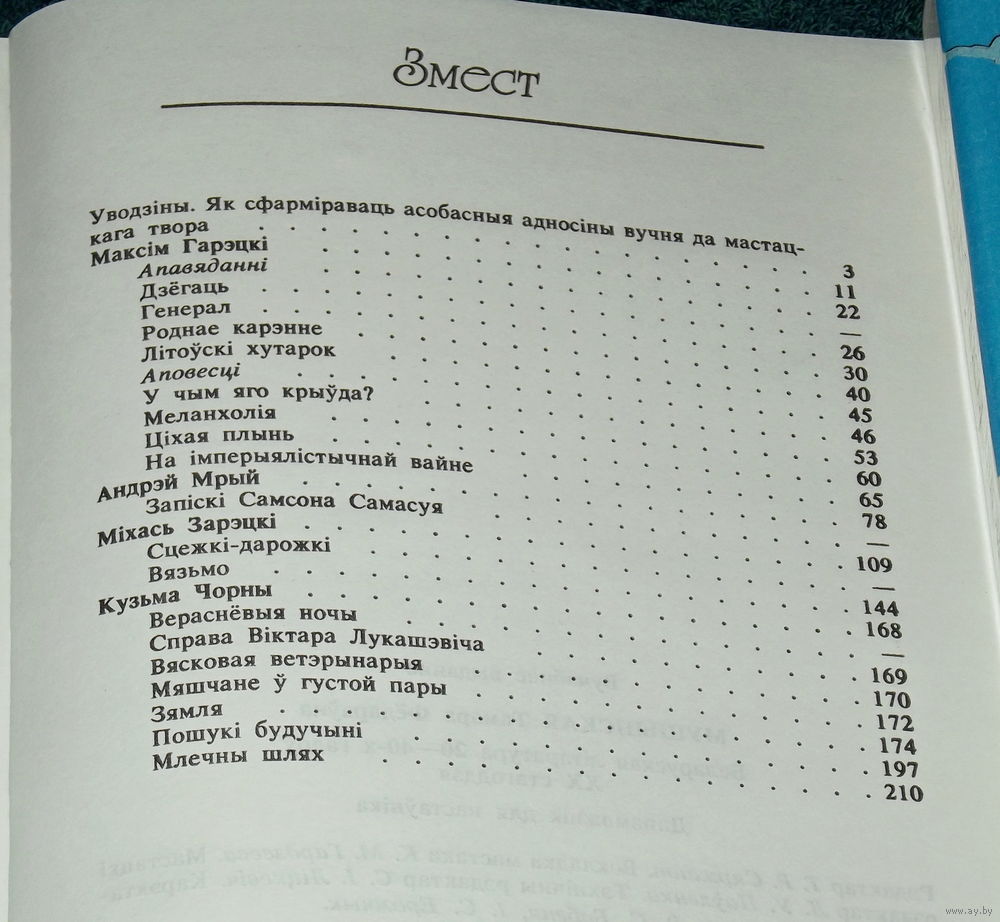 Змест
Уводзіны. Як сфарміраваць асобасныя адносіны вучня да мастац-
кага твора . . . . . . . . . . . . 3
Максім Гарэцкі . . . . . . . . . . . . 11
Апавяданні . . . . . . . . . . . . 22
Дзёгаць . . . . . . . . . . . . —
Генерал . . . . . . . . . . . . 26
Роднае карэнне . . . . . . . . . . . . 30
Літоўскі хутарок . . . . . . . . . . . . 40
Аповесці . . . . . . . . . . . . 45
У чым яго крыўда? . . . . . . . . . . . . 46
Меланхолія . . . . . . . . . . . . 53
Ціхая плынь . . . . . . . . . . . . 60
На імперыялістычнай вайне . . . . . . . . . . 65
Андрэй Мрый . . . . . . . . . . . . 78
Запіскі Самсона Самасуя . . . . . . . . . . —
Міхась Зарэцкі . . . . . . . . . . . . 109
Сцежкі-дарожкі . . . . . . . . . . . . —
Вязьмо . . . . . . . . . . . . 144
Кузьма Чорны . . . . . . . . . . . . 168
Вераснёвыя ночы . . . . . . . . . . . . —
Справа Віктара Лукашэвіча . . . . . . . . . . 169
Вясковая ветэрынарыя . . . . . . . . . . 170
Мяшчане ў густой пары . . . . . . . . . . 172
Зямля . . . . . . . . . . . . 174
Пошукі будучыні . . . . . . . . . . . . 197
Млечны шлях . . . . . . . . . . . . 210
www.ay.by